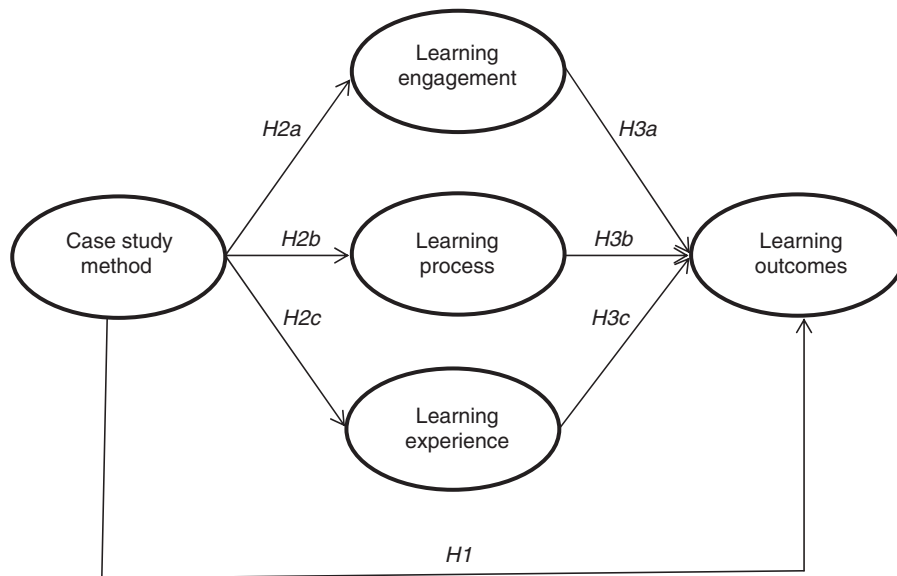 Learning
engagement
H2a
H3a
Case study
method
H2b
Learning
process
H3b
Learning
outcomes
H2c
H3c
Learning
experience
H1